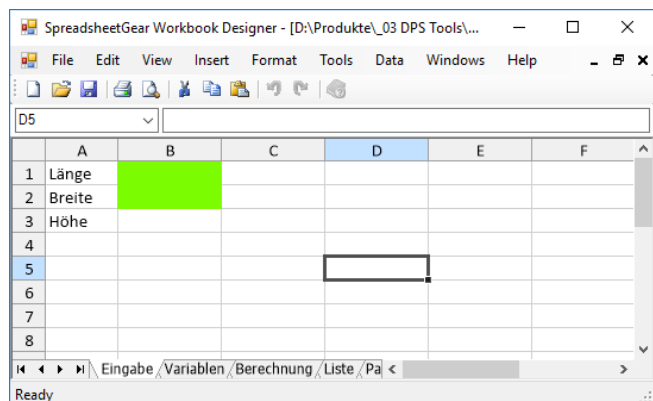 SpreadsheetGear Workbook Designer - [D:\Produkte\_03 DPS Tools\...
File Edit View Insert Format Tools Data Windows Help
D5
A B C D E F
1 Länge
2 Breite
3 Höhe
4
5
6
7
8
Eingabe Variablen Berechnung Liste Pa
Ready